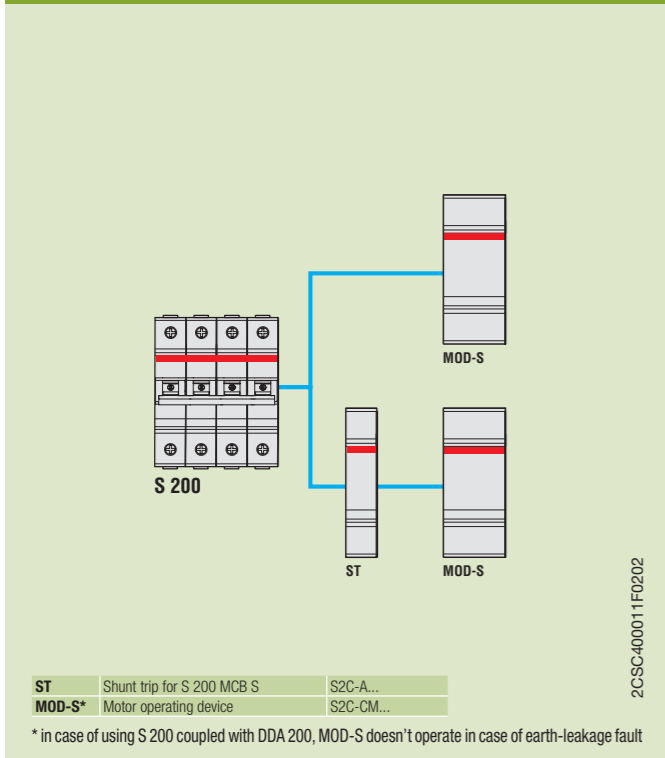 MOD-S
S 200
ST MOD-S
2CSC400011F0202
ST Shunt trip for S 200 MCB S S2C-A...
MOD-S* Motor operating device S2C-CM...
* in case of using S 200 coupled with DDA 200, MOD-S doesn't operate in case of earth-leakage fault